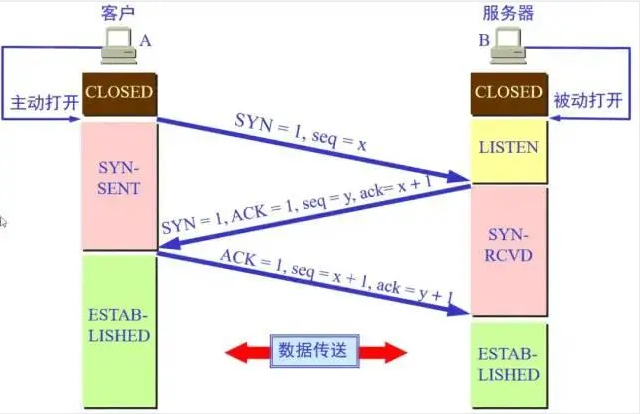 客户
服务器
A
B
主动打开
CLOSED
CLOSED
被动打开
SYN = 1, seq = x
LISTEN
SYN-
SENT
SYN = 1, ACK = 1, seq = y, ack= x + 1
SYN-
RCVD
ACK = 1, seq = x + 1, ack = y +1
ESTAB-
LISHED
数据传送
ESTAB-
LISHED